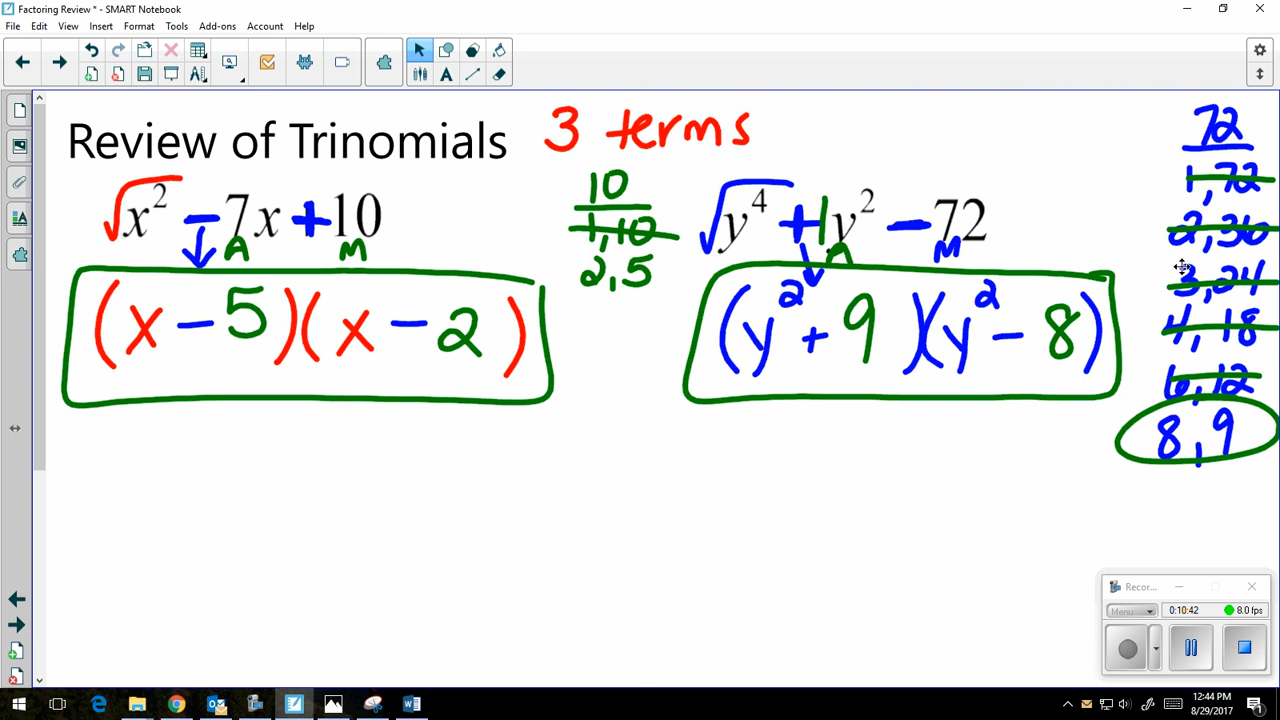 Factoring Review * - SMART Notebook
File Edit View Insert Format Tools Add-ons Account Help
Review of Trinomials 3 terms
√x² - 7x + 10
A M
(x - 5)(x - 2)
10
1,10
2,5
√y⁴ + 1y² - 72
A M
(y² + 9)(y² - 8)
72
1,72
2,36
3,24
4,18
6,12
8,9
Recor...
Menu 0:10:42 8.0 fps
12:44 PM
8/29/2017